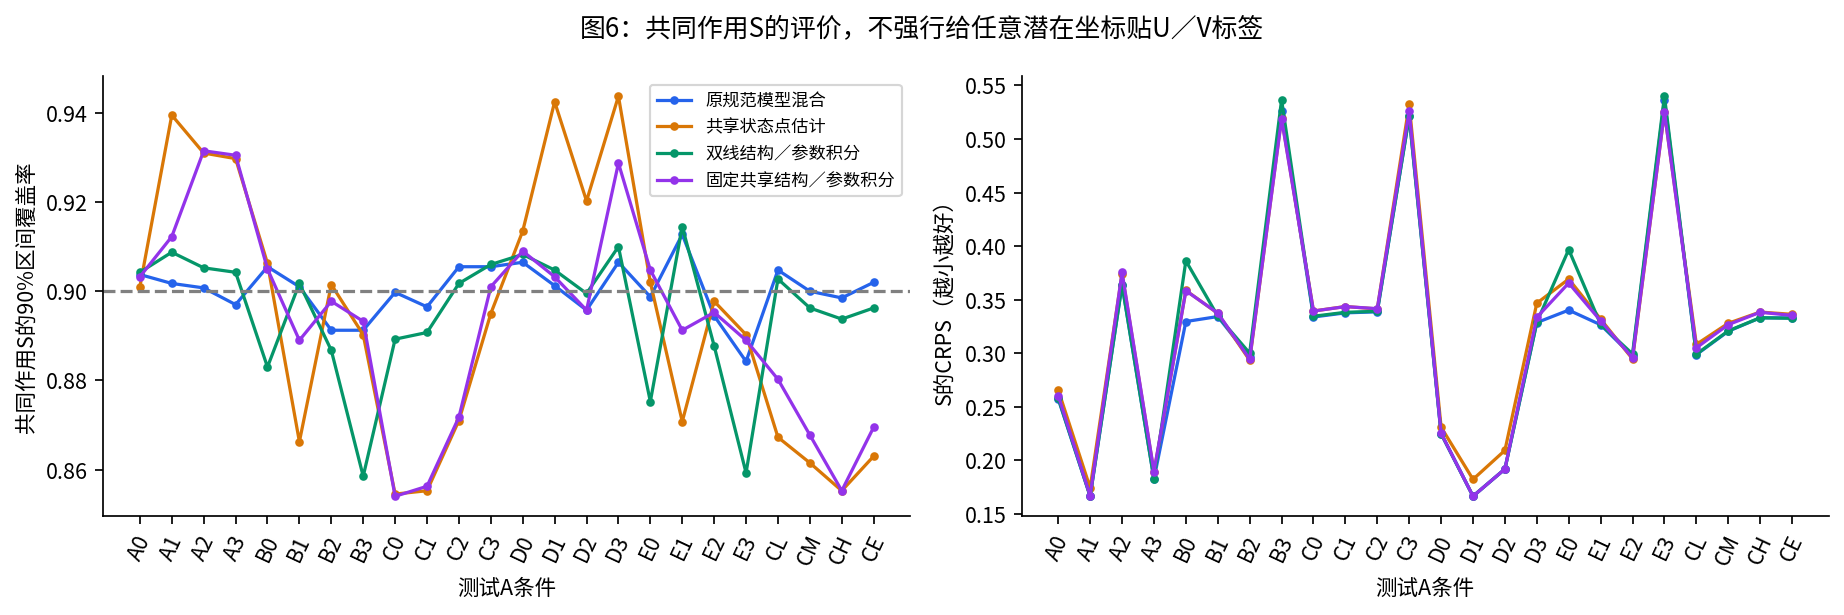 图6：共同作用S的评价，不强行给任意潜在坐标贴U／V标签
共同作用S的90%区间覆盖率
0.94
0.92
0.90
0.88
0.86
原规范模型混合
共享状态点估计
双线结构／参数积分
固定共享结构／参数积分
A0 A1 A2 A3 B0 B1 B2 B3 C0 C1 C2 C3 D0 D1 D2 D3 E0 E1 E2 E3 CL CM CH CE
测试A条件
S的CRPS（越小越好）
0.55
0.50
0.45
0.40
0.35
0.30
0.25
0.20
0.15
A0 A1 A2 A3 B0 B1 B2 B3 C0 C1 C2 C3 D0 D1 D2 D3 E0 E1 E2 E3 CL CM CH CE
测试A条件